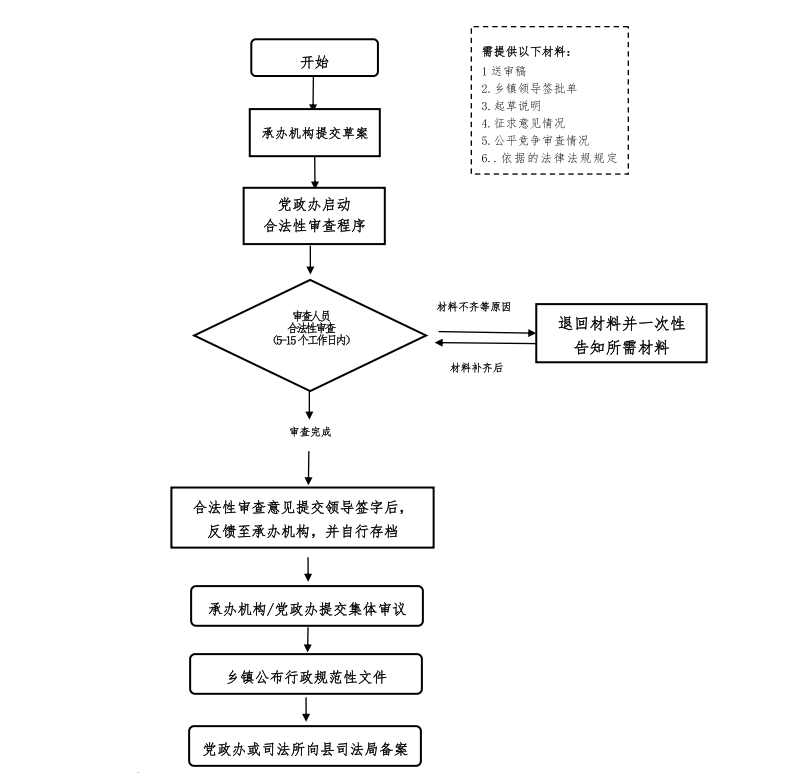 开始
需提供以下材料：
1 送审稿
2. 乡镇领导签批单
3. 起草说明
4. 征求意见情况
5. 公平竞争审查情况
6. . 依据的法律法规规定
承办机构提交草案
党政办启动
合法性审查程序
审查人员
合法性审查
（5-15 个工作日内）
材料不齐等原因
退回材料并一次性
告知所需材料
材料补齐后
审查完成
合法性审查意见提交领导签字后，
反馈至承办机构，并自行存档
承办机构/党政办提交集体审议
乡镇公布行政规范性文件
党政办或司法所向县司法局备案